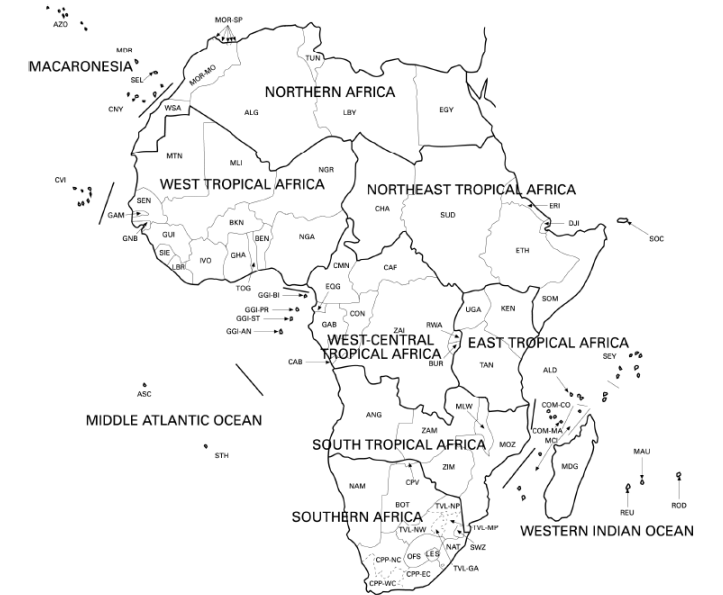 AZO
MOR-SP
MDR
TUN
MACARONESIA
MOR-MO
SEL
NORTHERN AFRICA
CNY
WSA
ALG
LBY
EGY
MTN
MLI
NGR
CVI
WEST TROPICAL AFRICA
NORTHEAST TROPICAL AFRICA
SEN
CHA
SUD
ERI
GAM
BKN
DJI
GNB
GUI
BEN
NGA
SOC
SIE
IVO
GHA
ETH
LBR
CMN
CAF
TOG
EQG
GGI-BI
SOM
GGI-PR
CON
UGA
KEN
GGI-ST
GAB
RWA
GGI-AN
ZAI
WEST-CENTRAL
TROPICAL AFRICA
EAST TROPICAL AFRICA
SEY
CAB
BUR
TAN
ALD
ASC
MLW
COM-CO
ANG
MIDDLE ATLANTIC OCEAN
ZAM
COM-MA
MCI
SOUTH TROPICAL AFRICA
MOZ
STH
MAU
ZIM
MDG
NAM
CPV
BOT
TVL-NP
ROD
REU
SOUTHERN AFRICA
TVL-NW
TVL-MP
WESTERN INDIAN OCEAN
NAT
SWZ
CPP-NC
OFS
LES
TVL-GA
CPP-EC
CPP-WC